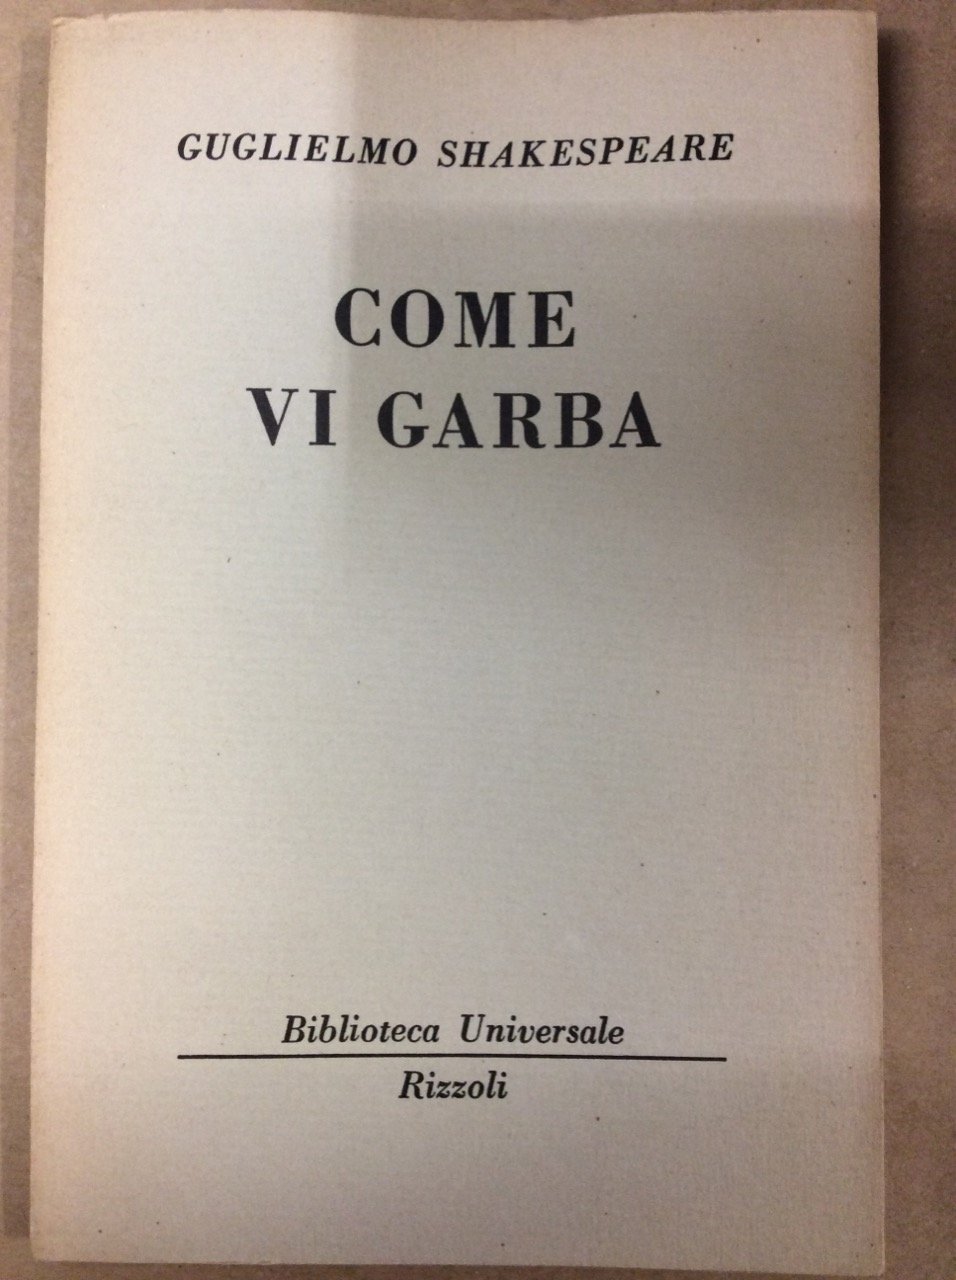 GUGLIELMO SHAKESPEARE
COME
VI GARBA
Biblioteca Universale
Rizzoli